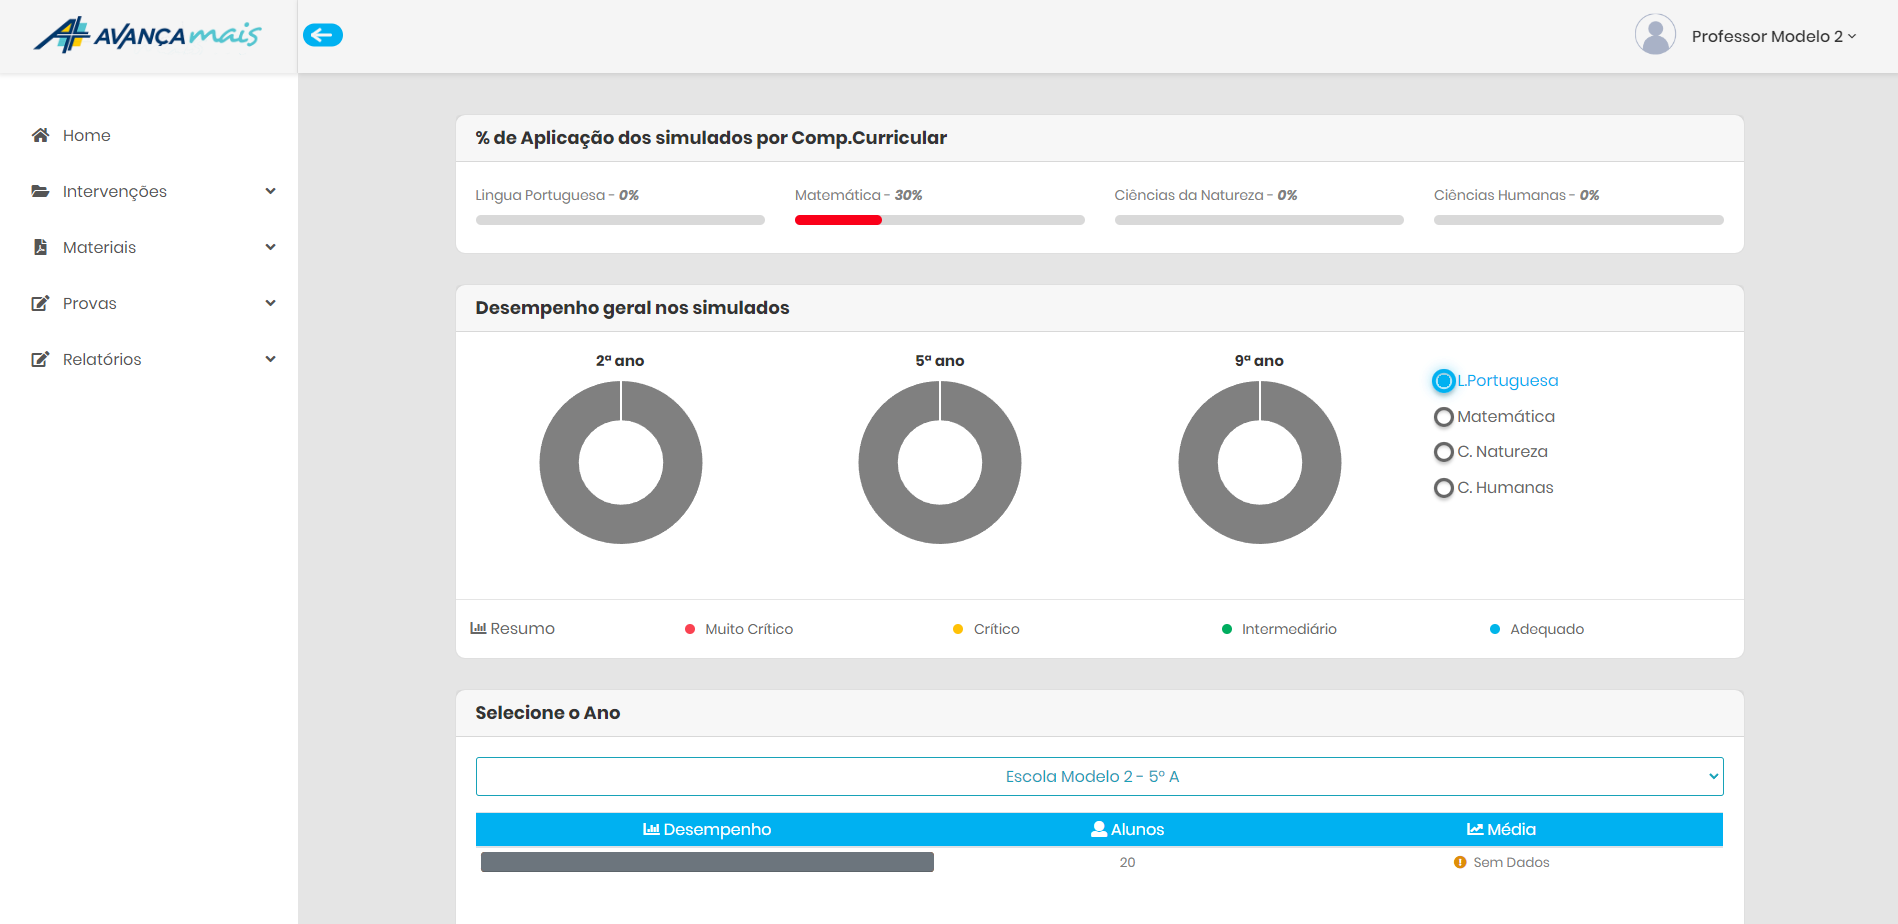 AVANÇA mais
Professor Modelo 2
Home
Intervenções
Materiais
Provas
Relatórios
% de Aplicação dos simulados por Comp.Curricular
Lingua Portuguesa - 0%
Matemática - 30%
Ciências da Natureza - 0%
Ciências Humanas - 0%
Desempenho geral nos simulados
2ª ano
5ª ano
9ª ano
L.Portuguesa
Matemática
C. Natureza
C. Humanas
Resumo
Muito Crítico
Crítico
Intermediário
Adequado
Selecione o Ano
Escola Modelo 2 - 5º A
Desempenho
Alunos
Média
20
Sem Dados